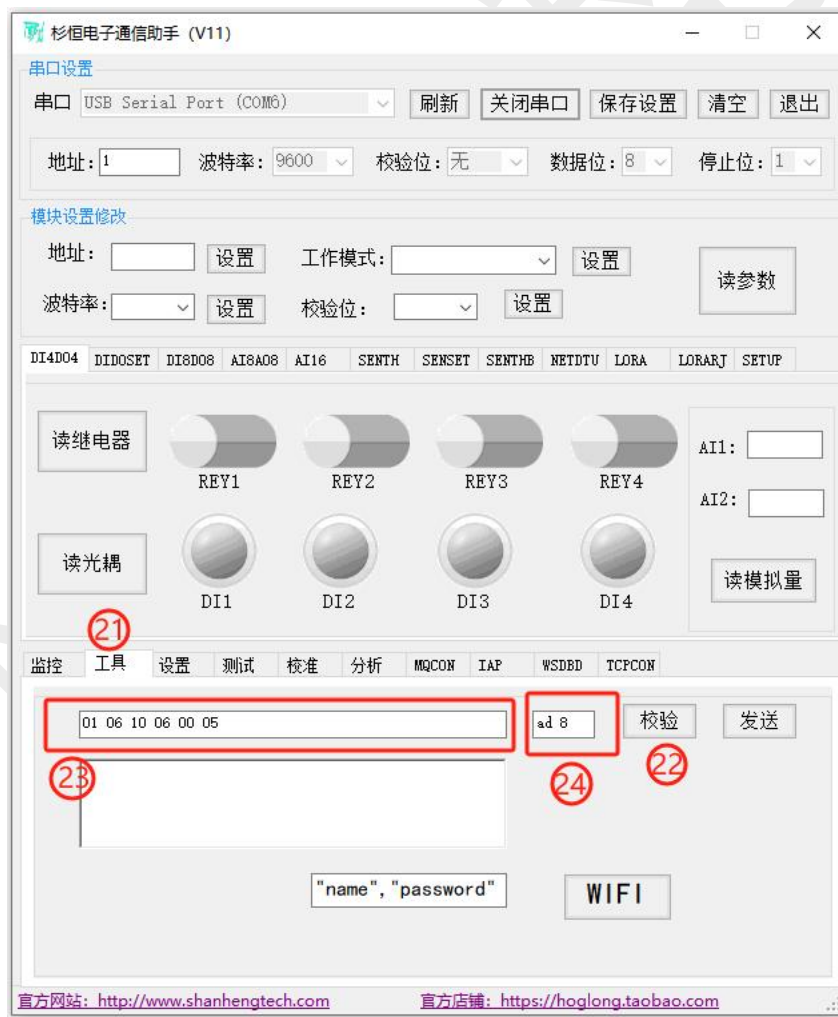 杉恒电子通信助手 (V11)
串口设置
串口 USB Serial Port (COM6) 刷新 关闭串口 保存设置 清空 退出
地址: 1 波特率: 9600 校验位: 无 数据位: 8 停止位: 1
模块设置修改
地址: 设置 工作模式: 设置 读参数
波特率: 设置 校验位: 设置
DI4DO4 DIDOSET DI8DO8 AI8AO8 AI16 SENTH SENSET SENTHB NETDTU LORA LORARJ SETUP
读继电器
REY1 REY2 REY3 REY4
AI1:
AI2:
读光耦
DI1 DI2 DI3 DI4
读模拟量
21
监控 工具 设置 测试 校准 分析 MQCON IAP WSDBD TCPCON
01 06 10 06 00 05 ad 8 校验 发送
23 24 22
"name","password" WIFI
官方网站: http://www.shanhengtech.com 官方店铺: https://hoglong.taobao.com